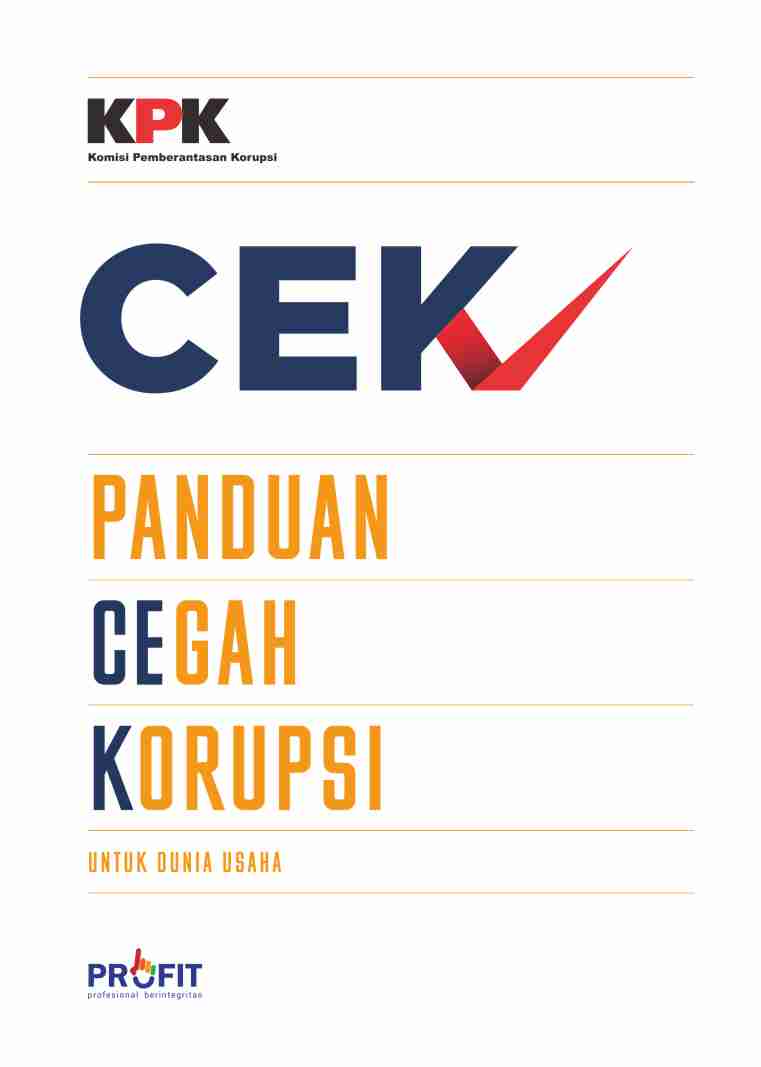 KPK
Komisi Pemberantasan Korupsi
CEK
PANDUAN
CEGAH
KORUPSI
UNTUK DUNIA USAHA
PROFIT
profesional berintegritas